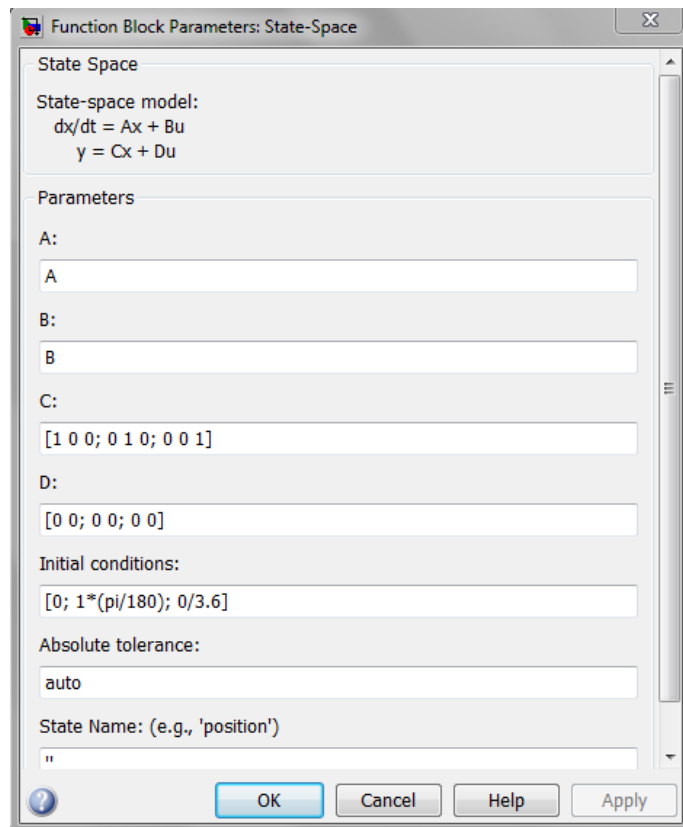 Function Block Parameters: State-Space
State Space
State-space model:
dx/dt = Ax + Bu
y = Cx + Du
Parameters
A:
A
B:
B
C:
[1 0 0; 0 1 0; 0 0 1]
D:
[0 0; 0 0; 0 0]
Initial conditions:
[0; 1*(pi/180); 0/3.6]
Absolute tolerance:
auto
State Name: (e.g., 'position')
''
OK Cancel Help Apply